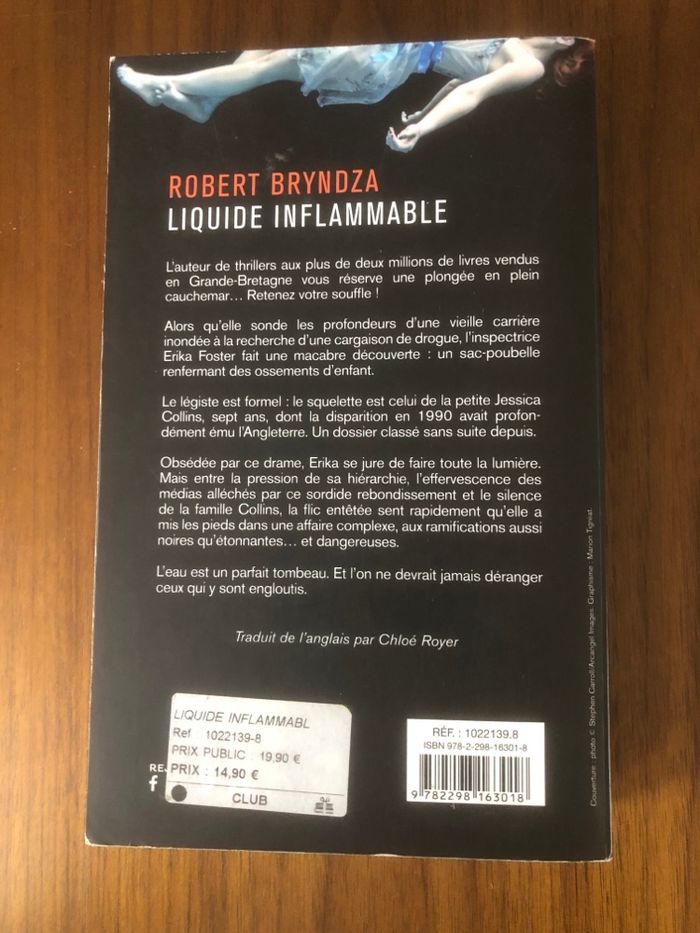 ROBERT BRYNDZA
LIQUIDE INFLAMMABLE
L'auteur de thrillers aux plus de deux millions de livres vendus
en Grande-Bretagne vous réserve une plongée en plein
cauchemar... Retenez votre souffle !
Alors qu'elle sonde les profondeurs d'une vieille carrière
inondée à la recherche d'une cargaison de drogue, l'inspectrice
Erika Foster fait une macabre découverte : un sac-poubelle
renfermant des ossements d'enfant.
Le légiste est formel : le squelette est celui de la petite Jessica
Collins, sept ans, dont la disparition en 1990 avait profon-
dément ému l'Angleterre. Un dossier classé sans suite depuis.
Obsédée par ce drame, Erika se jure de faire toute la lumière.
Mais entre la pression de sa hiérarchie, l'effervescence des
médias alléchés par ce sordide rebondissement et le silence
de la famille Collins, la flic entêtée sent rapidement qu'elle a
mis les pieds dans une affaire complexe, aux ramifications aussi
noires qu'étonnantes... et dangereuses.
L'eau est un parfait tombeau. Et l'on ne devrait jamais déranger
ceux qui y sont engloutis.
Traduit de l'anglais par Chloé Royer
LIQUIDE INFLAMMABL
Ref : 1022139-8
PRIX PUBLIC : 19,90 €
PRIX : 14,90 €
CLUB
RÉF. : 1022139.8
ISBN 978-2-298-16301-8
9 782298 163018
Couverture : photo © Stephen Carroll/Arcangel Images. Graphisme : Marion Tigréat.